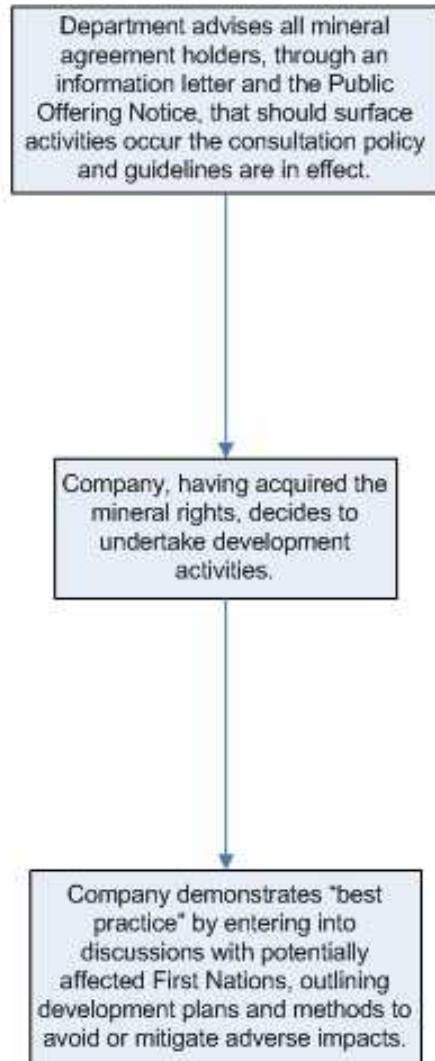 Department advises all mineral
agreement holders, through an
information letter and the Public
Offering Notice, that should surface
activities occur the consultation policy
and guidelines are in effect.
Company, having acquired the
mineral rights, decides to
undertake development
activities.
Company demonstrates “best
practice” by entering into
discussions with potentially
affected First Nations, outlining
development plans and methods to
avoid or mitigate adverse impacts.